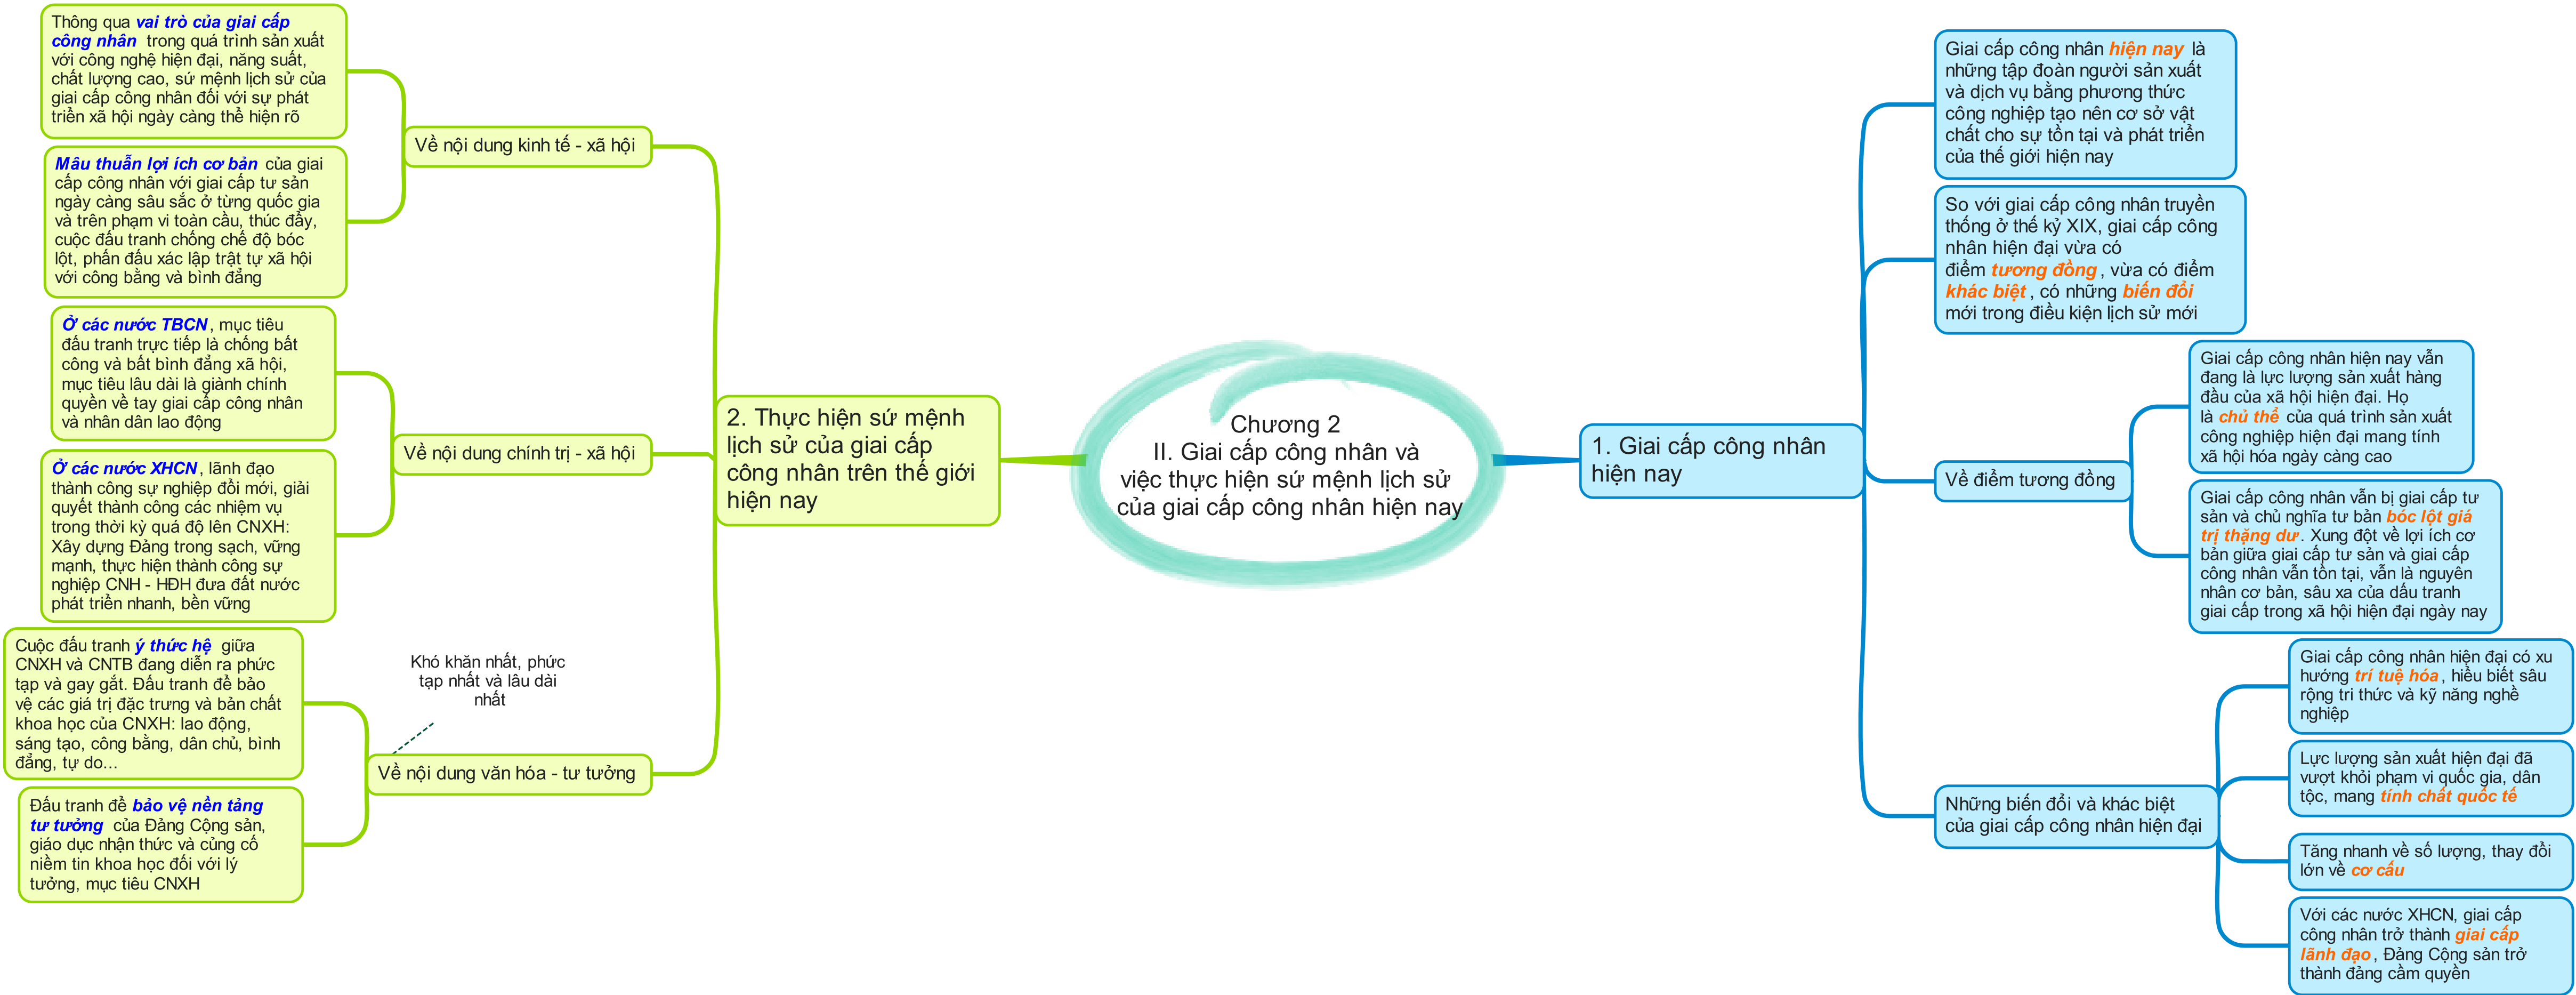 Chương 2
II. Giai cấp công nhân và
việc thực hiện sứ mệnh lịch sử
của giai cấp công nhân hiện nay
1. Giai cấp công nhân
hiện nay
Giai cấp công nhân hiện nay là
những tập đoàn người sản xuất
và dịch vụ bằng phương thức
công nghiệp tạo nên cơ sở vật
chất cho sự tồn tại và phát triển
của thế giới hiện nay
So với giai cấp công nhân truyền
thống ở thế kỷ XIX, giai cấp công
nhân hiện đại vừa có
điểm tương đồng, vừa có điểm
khác biệt, có những biến đổi
mới trong điều kiện lịch sử mới
Về điểm tương đồng
Giai cấp công nhân hiện nay vẫn
đang là lực lượng sản xuất hàng
đầu của xã hội hiện đại. Họ
là chủ thể của quá trình sản xuất
công nghiệp hiện đại mang tính
xã hội hóa ngày càng cao
Giai cấp công nhân vẫn bị giai cấp tư
sản và chủ nghĩa tư bản bóc lột giá
trị thặng dư. Xung đột về lợi ích cơ
bản giữa giai cấp tư sản và giai cấp
công nhân vẫn tồn tại, vẫn là nguyên
nhân cơ bản, sâu xa của dấu tranh
giai cấp trong xã hội hiện đại ngày nay
Những biến đổi và khác biệt
của giai cấp công nhân hiện đại
Giai cấp công nhân hiện đại có xu
hướng trí tuệ hóa, hiểu biết sâu
rộng tri thức và kỹ năng nghề
nghiệp
Lực lượng sản xuất hiện đại đã
vượt khỏi phạm vi quốc gia, dân
tộc, mang tính chất quốc tế
Tăng nhanh về số lượng, thay đổi
lớn về cơ cấu
Với các nước XHCN, giai cấp
công nhân trở thành giai cấp
lãnh đạo, Đảng Cộng sản trở
thành đảng cầm quyền
2. Thực hiện sứ mệnh
lịch sử của giai cấp
công nhân trên thế giới
hiện nay
Về nội dung kinh tế - xã hội
Thông qua vai trò của giai cấp
công nhân trong quá trình sản xuất
với công nghệ hiện đại, năng suất,
chất lượng cao, sứ mệnh lịch sử của
giai cấp công nhân đối với sự phát
triển xã hội ngày càng thể hiện rõ
Mâu thuẫn lợi ích cơ bản của giai
cấp công nhân với giai cấp tư sản
ngày càng sâu sắc ở từng quốc gia
và trên phạm vi toàn cầu, thúc đẩy,
cuộc đấu tranh chống chế độ bóc
lột, phấn đấu xác lập trật tự xã hội
với công bằng và bình đẳng
Về nội dung chính trị - xã hội
Ở các nước TBCN, mục tiêu
đấu tranh trực tiếp là chống bất
công và bất bình đẳng xã hội,
mục tiêu lâu dài là giành chính
quyền về tay giai cấp công nhân
và nhân dân lao động
Ở các nước XHCN, lãnh đạo
thành công sự nghiệp đổi mới, giải
quyết thành công các nhiệm vụ
trong thời kỳ quá độ lên CNXH:
Xây dựng Đảng trong sạch, vững
mạnh, thực hiện thành công sự
nghiệp CNH - HĐH đưa đất nước
phát triển nhanh, bền vững
Khó khăn nhất, phức
tạp nhất và lâu dài
nhất
Về nội dung văn hóa - tư tưởng
Cuộc đấu tranh ý thức hệ giữa
CNXH và CNTB đang diễn ra phức
tạp và gay gắt. Đấu tranh để bảo
vệ các giá trị đặc trưng và bản chất
khoa học của CNXH: lao động,
sáng tạo, công bằng, dân chủ, bình
đẳng, tự do...
Đấu tranh để bảo vệ nền tảng
tư tưởng của Đảng Cộng sản,
giáo dục nhận thức và củng cố
niềm tin khoa học đối với lý
tưởng, mục tiêu CNXH